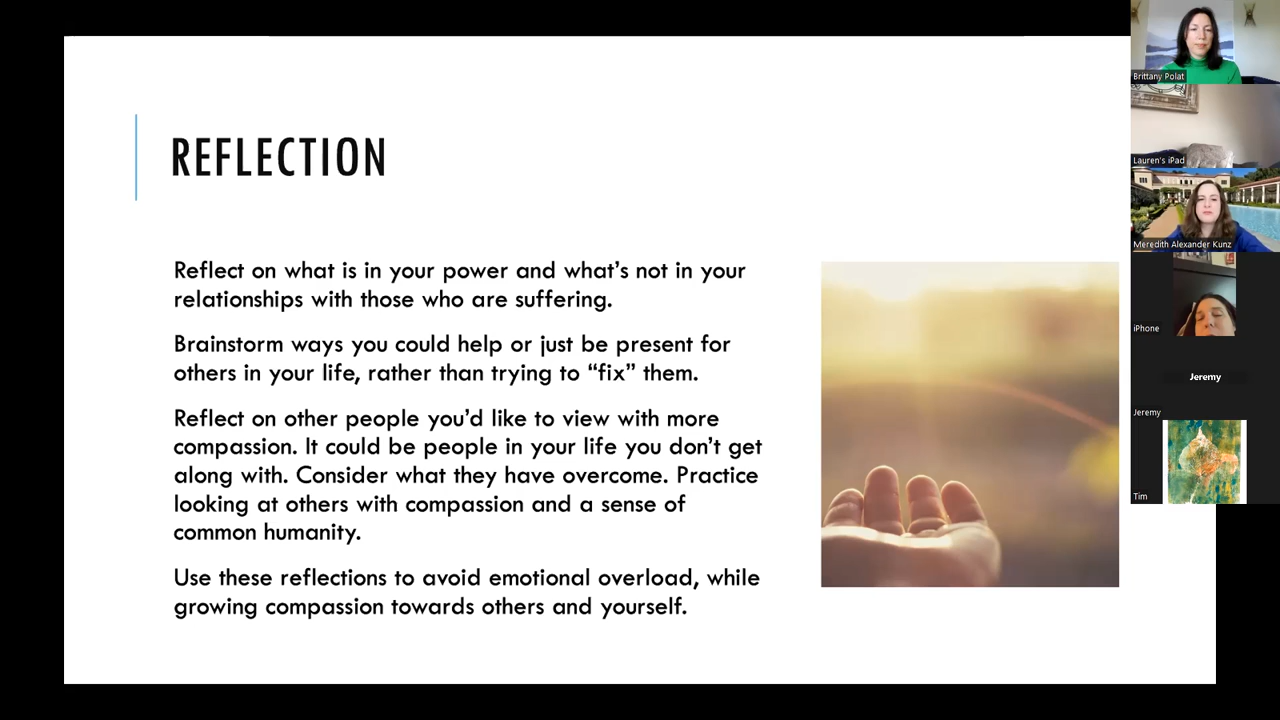 REFLECTION
Reflect on what is in your power and what’s not in your
relationships with those who are suffering.
Brainstorm ways you could help or just be present for
others in your life, rather than trying to “fix” them.
Reflect on other people you’d like to view with more
compassion. It could be people in your life you don’t get
along with. Consider what they have overcome. Practice
looking at others with compassion and a sense of
common humanity.
Use these reflections to avoid emotional overload, while
growing compassion towards others and yourself.
Brittany Polat
Lauren's iPad
Meredith Alexander Kunz
iPhone
Jeremy
Jeremy
Tim